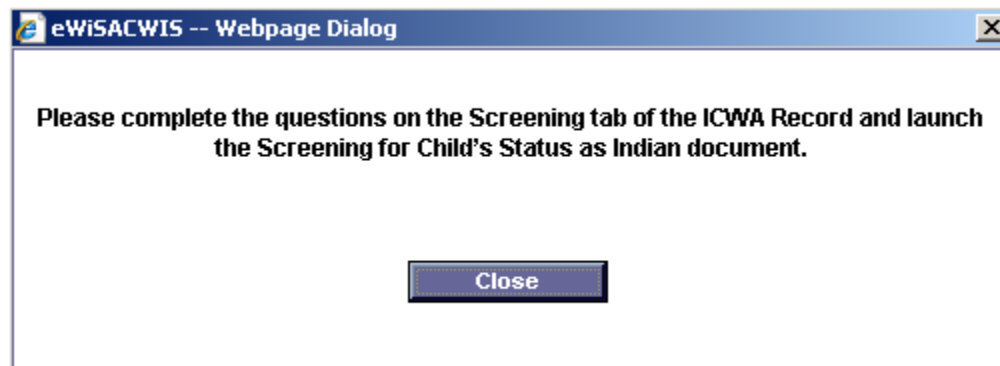 eWiSACWIS -- Webpage Dialog
Please complete the questions on the Screening tab of the ICWA Record and launch
the Screening for Child's Status as Indian document.
Close